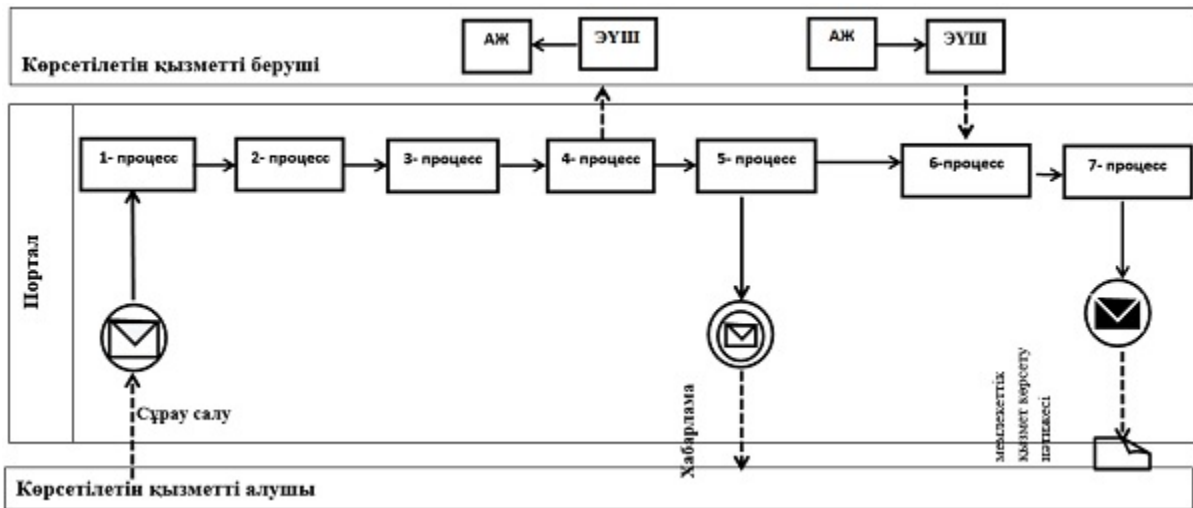 АЖ
ЭҮШ
АЖ
ЭҮШ
Көрсетілетін қызметті беруші
Портал
1- процесс
2- процесс
3- процесс
4- процесс
5- процесс
6-процесс
7- процесс
Сұрау салу
Хабарлама
мемлекеттік
қызмет көрсету
нәтижесі
Көрсетілетін қызметті алушы